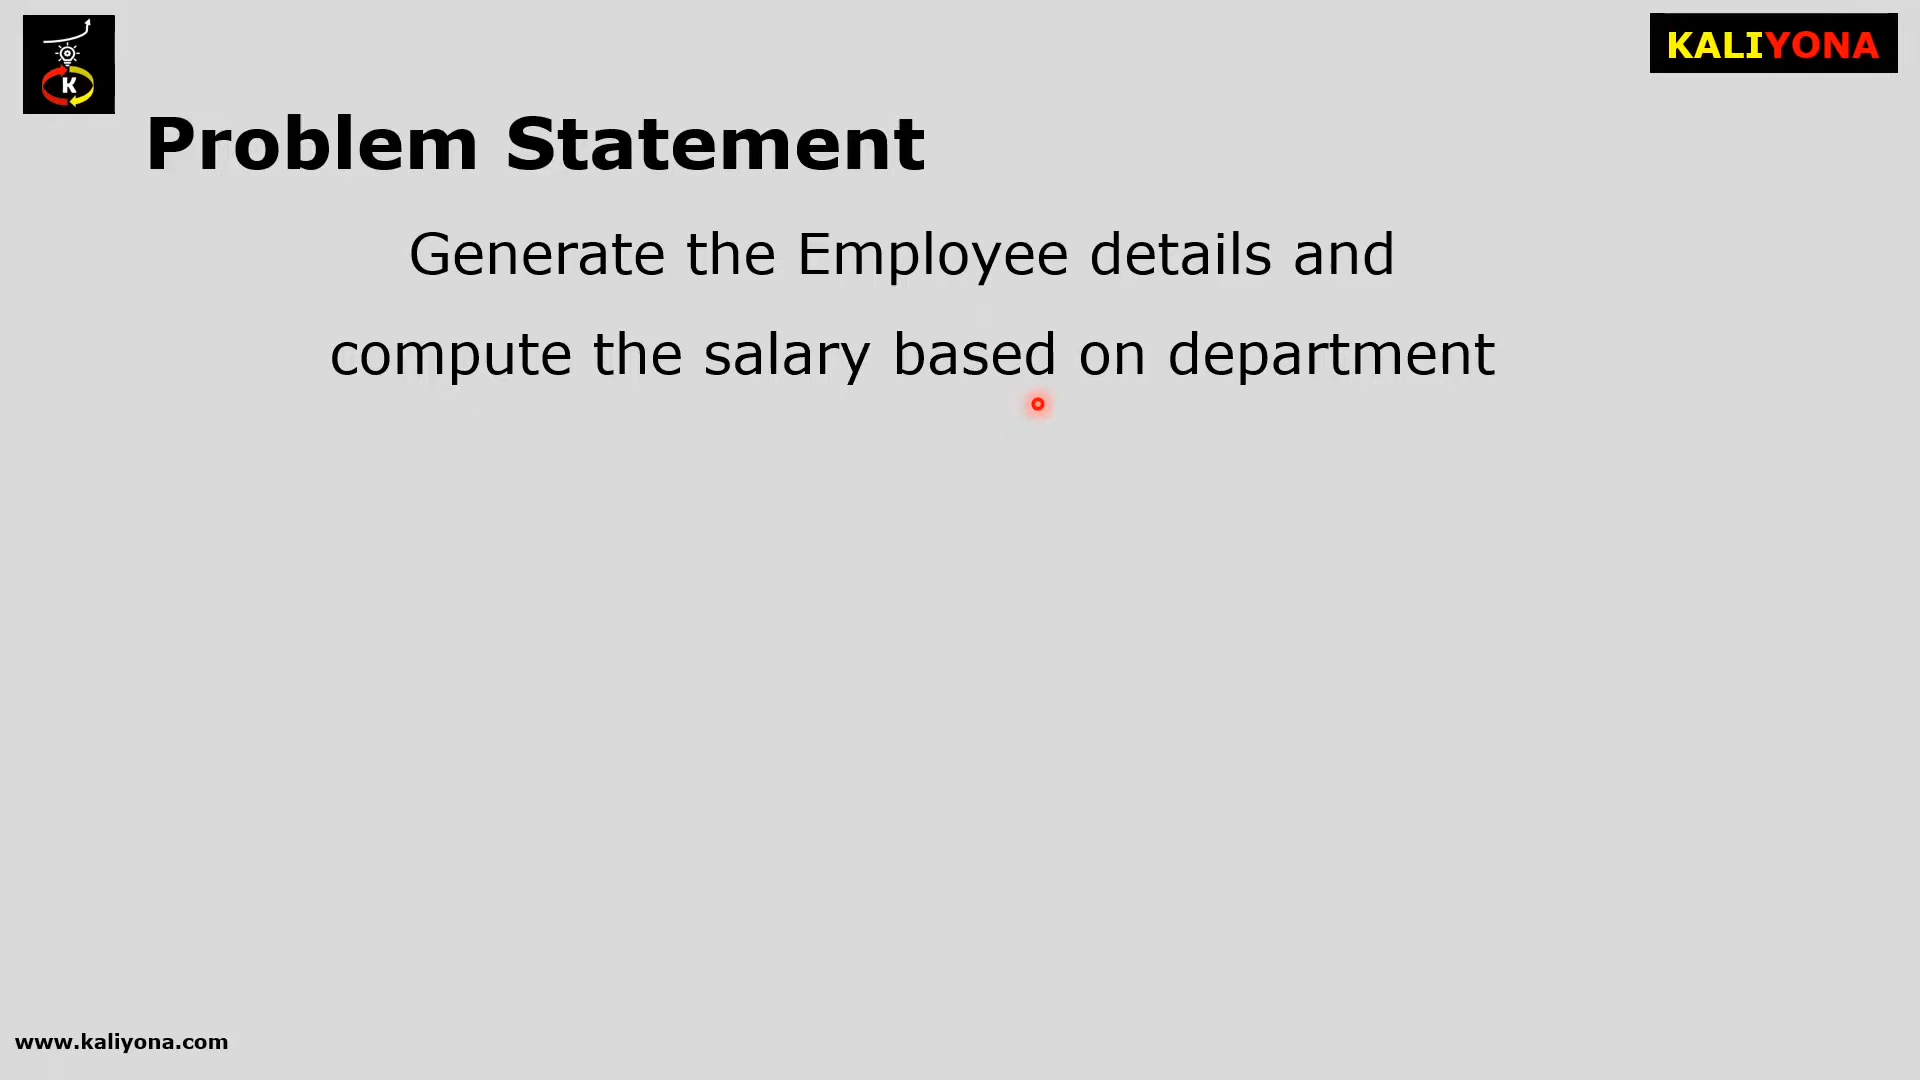 K
KALIYONA
Problem Statement
Generate the Employee details and
compute the salary based on department
www.kaliyona.com